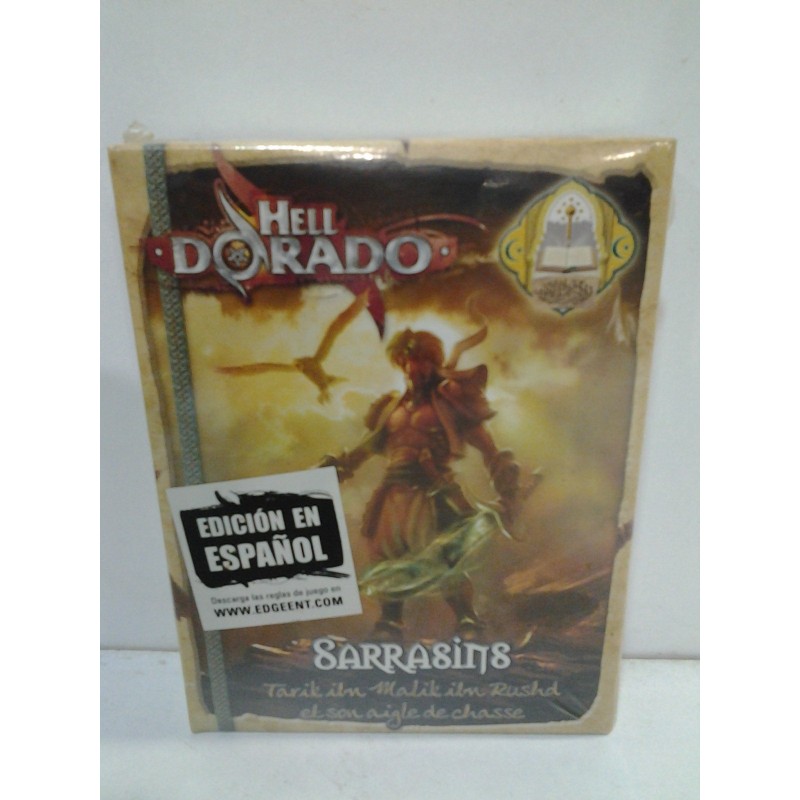 HELL
DORADO
EDICIÓN EN
ESPAÑOL
Descarga las reglas de juego en
WWW.EDGEENT.COM
SARRASINS
Tarik ibn Malik ibn Rushd
et son aigle de chasse